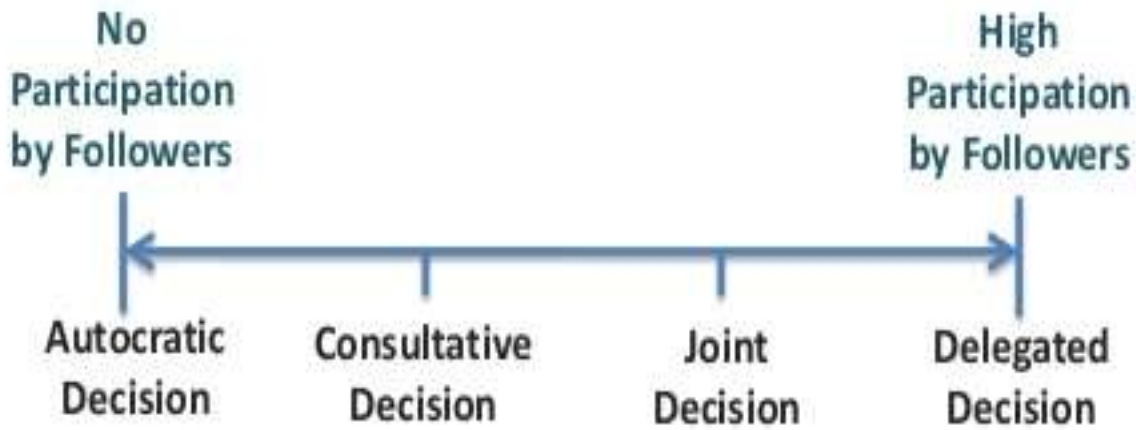 No
Participation
by Followers
High
Participation
by Followers
Autocratic
Decision
Consultative
Decision
Joint
Decision
Delegated
Decision